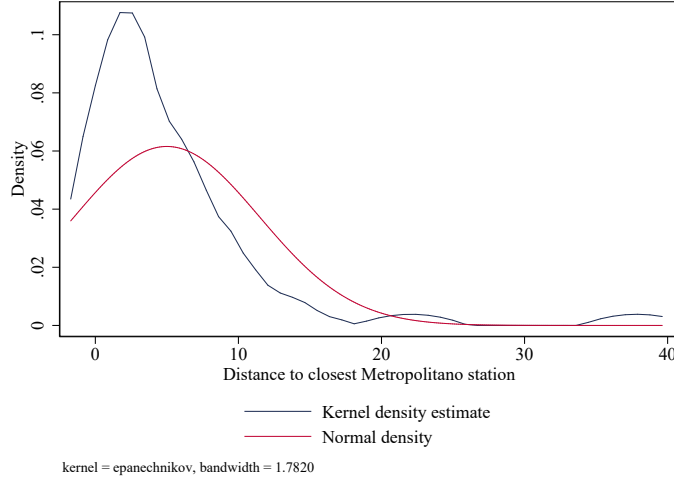 .1
.08
.06
.04
.02
0
Density
0 10 20 30 40
Distance to closest Metropolitano station
Kernel density estimate
Normal density
kernel = epanechnikov, bandwidth = 1.7820